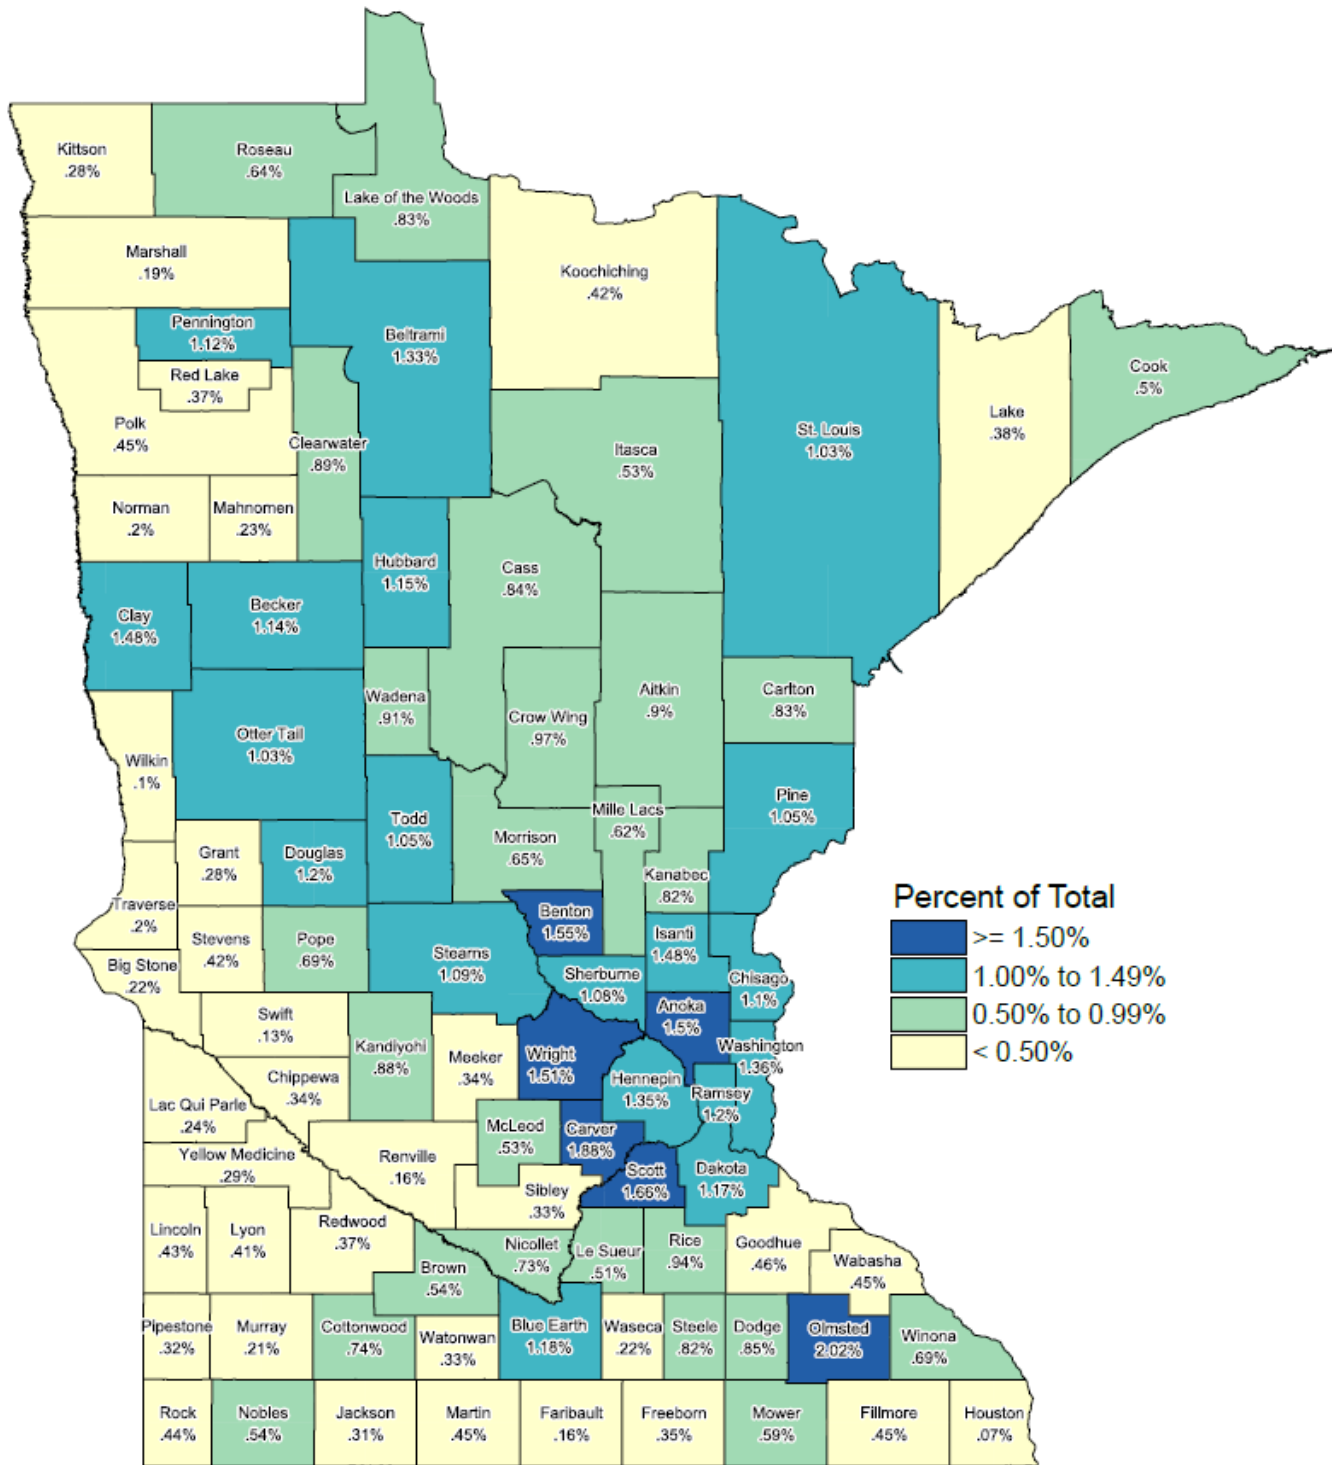 Kittson
.28%
Roseau
.64%
Lake of the Woods
.83%
Marshall
.19%
Koochiching
.42%
Pennington
1.12%
Beltrami
1.33%
Red Lake
.37%
Cook
.5%
Polk
.45%
Clearwater
.89%
Lake
.38%
St. Louis
1.03%
Itasca
.53%
Norman
.2%
Mahnomen
.23%
Hubbard
1.15%
Cass
.84%
Clay
1.48%
Becker
1.14%
Wadena
.91%
Aitkin
.9%
Carlton
.83%
Crow Wing
.97%
Otter Tail
1.03%
Wilkin
.1%
Pine
1.05%
Todd
1.05%
Mille Lacs
.62%
Morrison
.65%
Grant
.28%
Douglas
1.2%
Kanabec
.82%
Traverse
.2%
Benton
1.55%
Stevens
.42%
Pope
.69%
Isanti
1.48%
Stearns
1.09%
Big Stone
.22%
Sherburne
1.08%
Chisago
1.1%
Swift
.13%
Anoka
1.5%
Kandiyohi
.88%
Meeker
.34%
Wright
1.51%
Washington
1.36%
Chippewa
.34%
Hennepin
1.35%
Ramsey
1.2%
Lac Qui Parle
.24%
McLeod
.53%
Carver
1.88%
Yellow Medicine
.29%
Renville
.16%
Scott
1.66%
Dakota
1.17%
Sibley
.33%
Lincoln
.43%
Lyon
.41%
Redwood
.37%
Nicollet
.73%
Le Sueur
.51%
Rice
.94%
Goodhue
.46%
Wabasha
.45%
Brown
.54%
Pipestone
.32%
Murray
.21%
Cottonwood
.74%
Watonwan
.33%
Blue Earth
1.18%
Waseca
.22%
Steele
.82%
Dodge
.85%
Olmsted
2.02%
Winona
.69%
Rock
.44%
Nobles
.54%
Jackson
.31%
Martin
.45%
Faribault
.16%
Freeborn
.35%
Mower
.59%
Fillmore
.45%
Houston
.07%
Percent of Total
>= 1.50%
1.00% to 1.49%
0.50% to 0.99%
< 0.50%